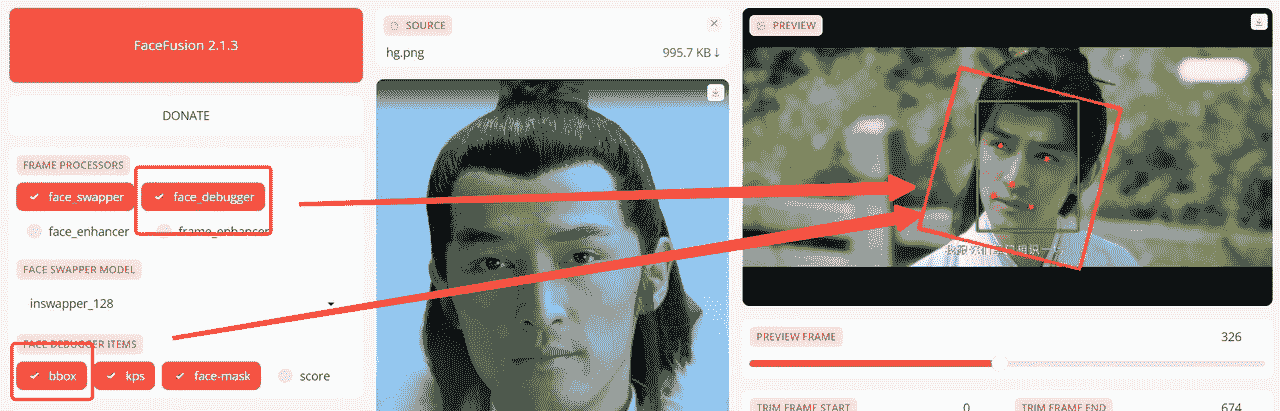 FaceFusion 2.1.3
DONATE
FRAME PROCESSORS
face_swapper
face_debugger
face_enhancer
frame_enhancer
FACE SWAPPER MODEL
inswapper_128
FACE DEBUGGER ITEMS
bbox
kps
face-mask
score
SOURCE
hg.png
995.7 KB ↓
PREVIEW
PREVIEW FRAME
326
TRIM FRAME START
0
TRIM FRAME END
674